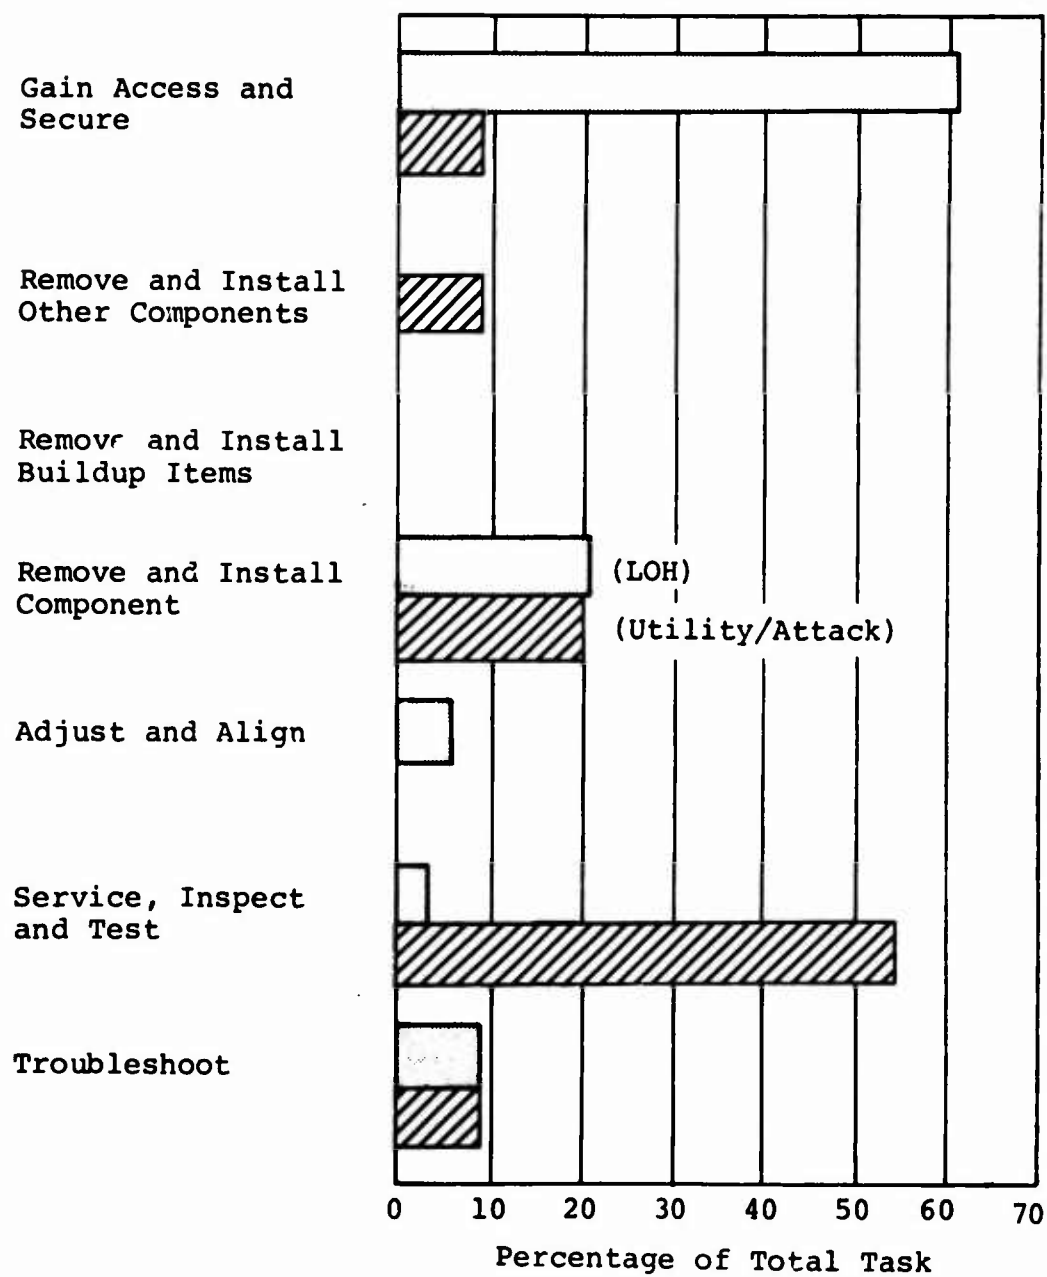 Gain Access and
Secure
Remove and Install
Other Components
Remove and Install
Buildup Items
Remove and Install
Component
(LOH)
(Utility/Attack)
Adjust and Align
Service, Inspect
and Test
Troubleshoot
0 10 20 30 40 50 60 70
Percentage of Total Task